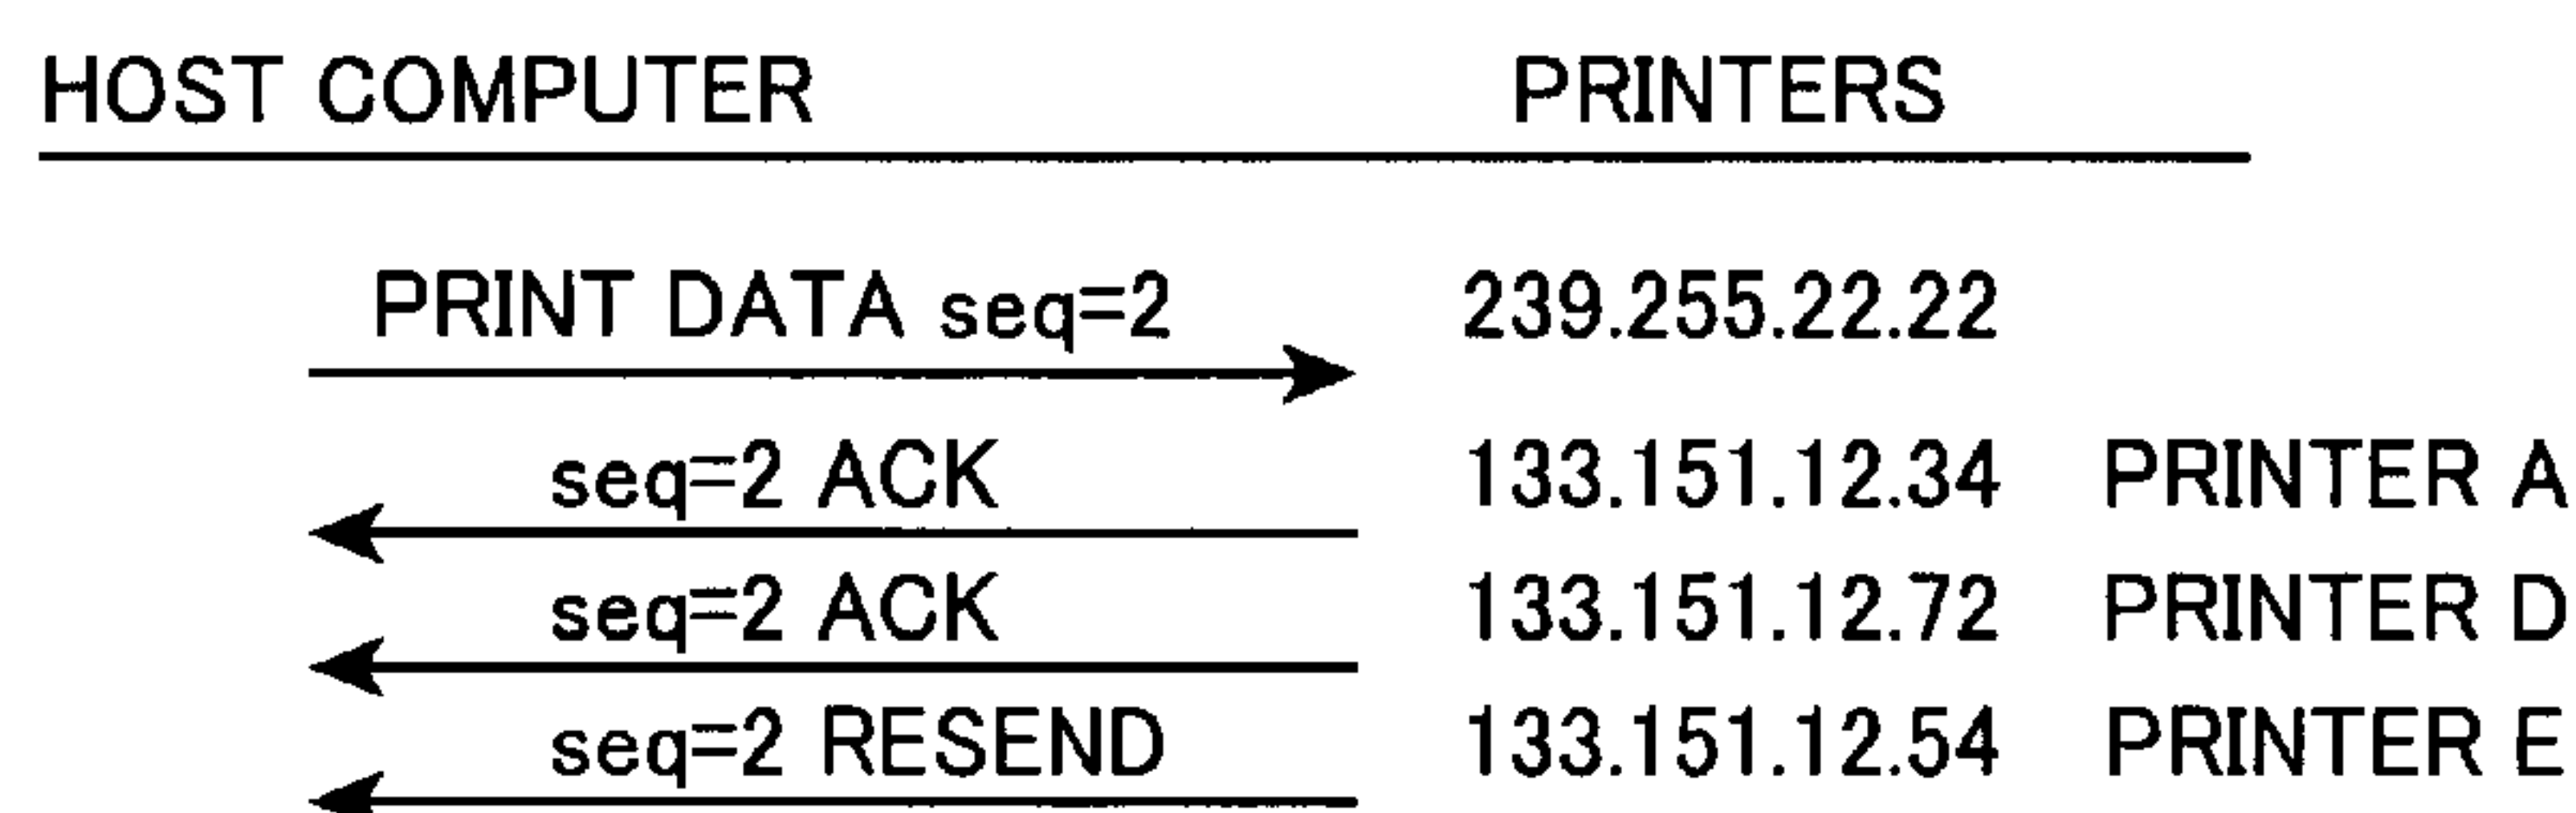 HOST COMPUTER PRINTERS
PRINT DATA seq=2 239.255.22.22
seq=2 ACK 133.151.12.34 PRINTER A
seq=2 ACK 133.151.12.72 PRINTER D
seq=2 RESEND 133.151.12.54 PRINTER E